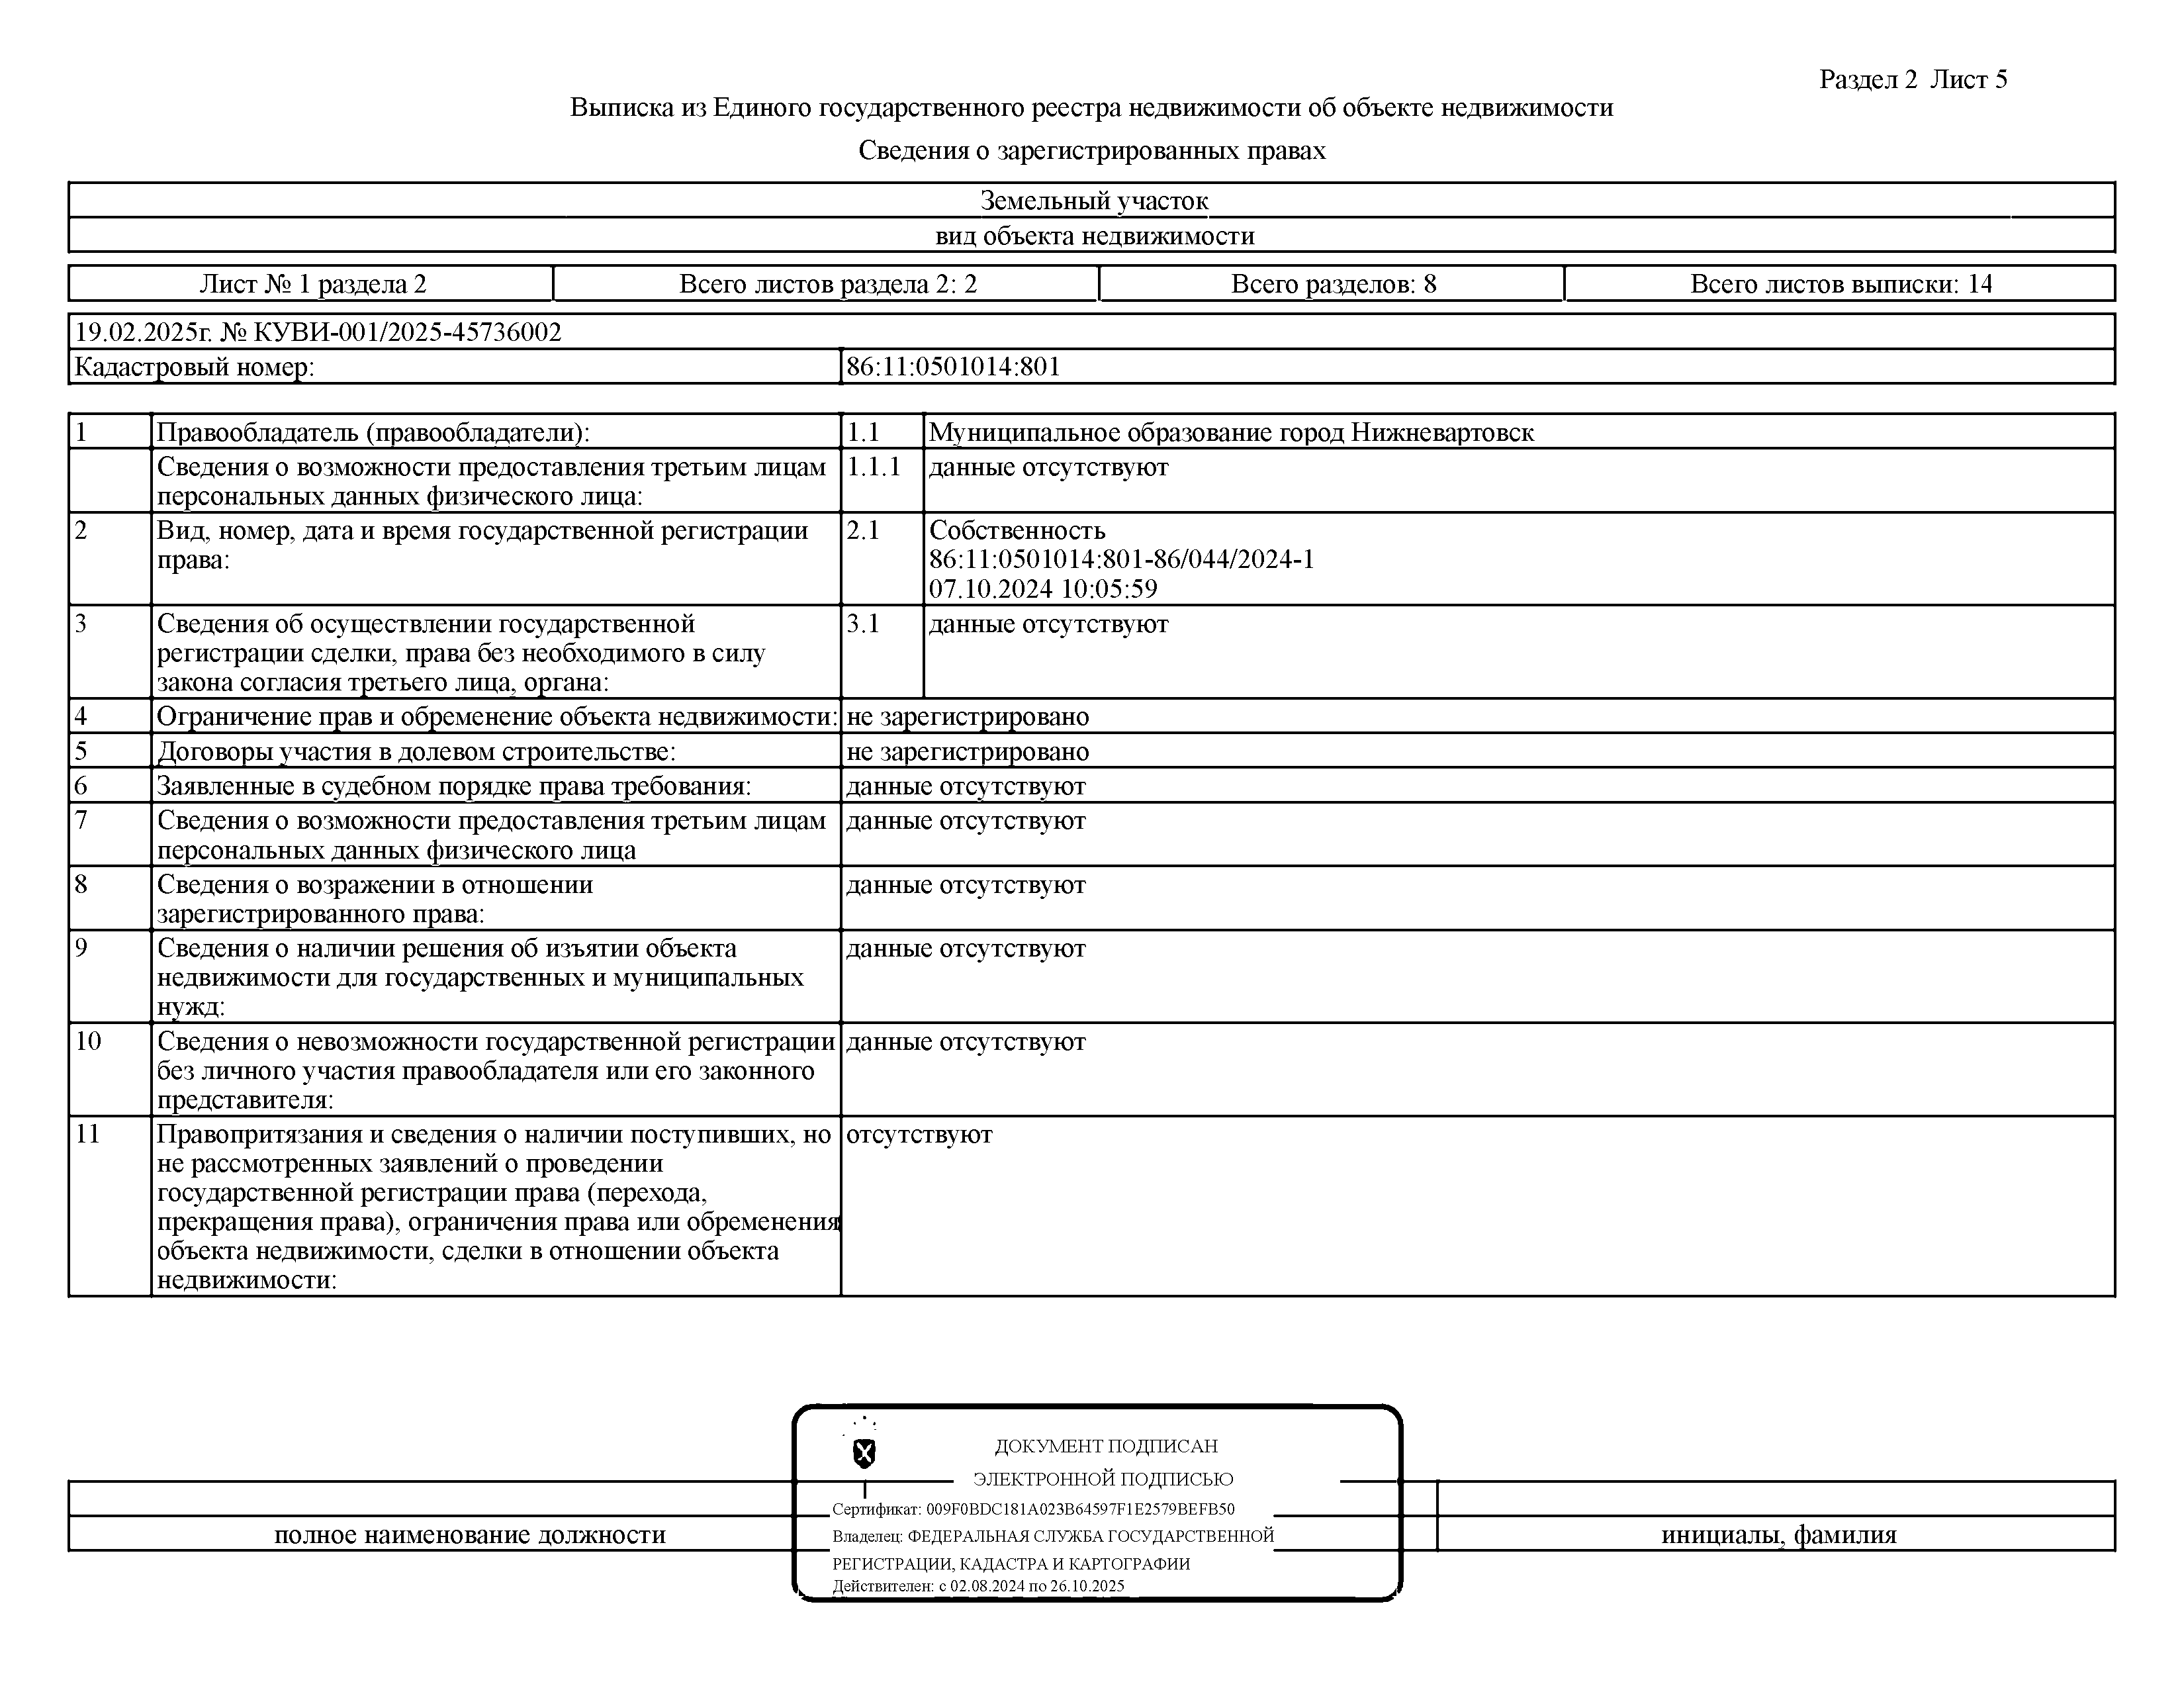 Раздел 2 Лист 5
Выписка из Единого государственного реестра недвижимости об объекте недвижимости
Сведения о зарегистрированных правах
Земельный участок
вид объекта недвижимости
Лист № 1 раздела 2 Всего листов раздела 2: 2 Всего разделов: 8 Всего листов выписки: 14
19.02.2025г. № КУВИ-001/2025-45736002
Кадастровый номер: 86:11:0501014:801
1 Правообладатель (правообладатели): 1.1 Муниципальное образование город Нижневартовск
Сведения о возможности предоставления третьим лицам 1.1.1 данные отсутствуют
персональных данных физического лица:
2 Вид, номер, дата и время государственной регистрации 2.1 Собственность
права: 86:11:0501014:801-86/044/2024-1
07.10.2024 10:05:59
3 Сведения об осуществлении государственной 3.1 данные отсутствуют
регистрации сделки, права без необходимого в силу
закона согласия третьего лица, органа:
4 Ограничение прав и обременение объекта недвижимости: не зарегистрировано
5 Договоры участия в долевом строительстве: не зарегистрировано
6 Заявленные в судебном порядке права требования: данные отсутствуют
7 Сведения о возможности предоставления третьим лицам данные отсутствуют
персональных данных физического лица
8 Сведения о возражении в отношении данные отсутствуют
зарегистрированного права:
9 Сведения о наличии решения об изъятии объекта данные отсутствуют
недвижимости для государственных и муниципальных
нужд:
10 Сведения о невозможности государственной регистрации данные отсутствуют
без личного участия правообладателя или его законного
представителя:
11 Правопритязания и сведения о наличии поступивших, но отсутствуют
не рассмотренных заявлений о проведении
государственной регистрации права (перехода,
прекращения права), ограничения права или обременения
объекта недвижимости, сделки в отношении объекта
недвижимости:
ДОКУМЕНТ ПОДПИСАН
ЭЛЕКТРОННОЙ ПОДПИСЬЮ
Сертификат: 009F0BDC181A023B64597F1E2579BEFB50
Владелец: ФЕДЕРАЛЬНАЯ СЛУЖБА ГОСУДАРСТВЕННОЙ
РЕГИСТРАЦИИ, КАДАСТРА И КАРТОГРАФИИ
Действителен: с 02.08.2024 по 26.10.2025
полное наименование должности инициалы, фамилия